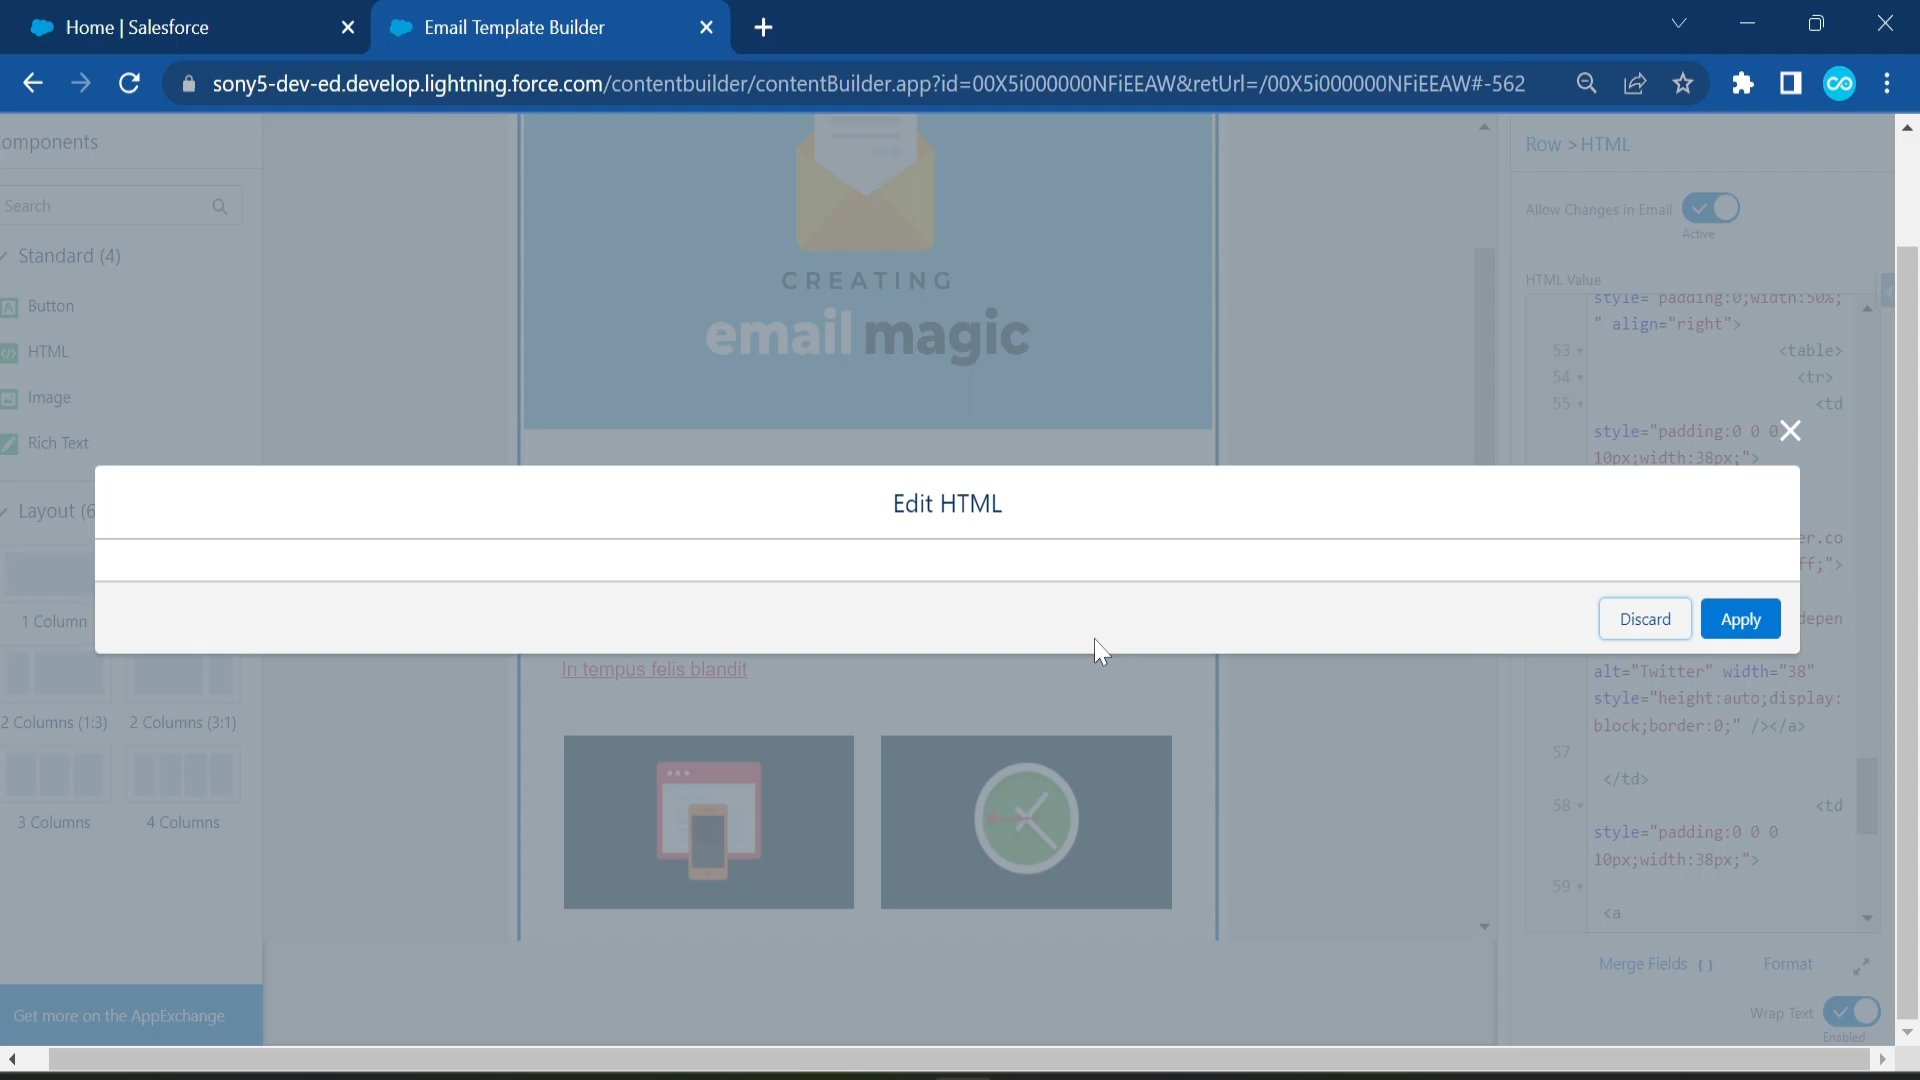 Home | Salesforce
Email Template Builder
sony5-dev-ed.develop.lightning.force.com/contentbuilder/contentBuilder.app?id=00X5i000000NFiEEAW&retUrl=/00X5i000000NFiEEAW#-562
omponents
Search
Standard (4)
Button
HTML
Image
Rich Text
Layout (6
1 Column
2 Columns (1:3)
2 Columns (3:1)
3 Columns
4 Columns
Get more on the AppExchange
CREATING
email magic
Edit HTML
Discard
Apply
In tempus felis blandit
Row > HTML
Allow Changes in Email
Active
HTML Value
style="padding:0;width:50%;
" align="right">
53 <table>
54 <tr>
55 <td
style="padding:0 0 0
10px;width:38px;">
er.co
ff;">
depen
alt="Twitter" width="38"
style="height:auto;display:
block;border:0;" /></a>
57
</td>
58 <td
style="padding:0 0 0
10px;width:38px;">
59
<a
Merge Fields { }
Format
Wrap Text
Enabled